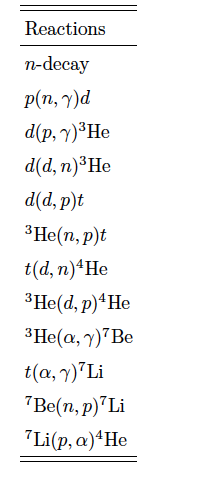 Reactions
n-decay
p(n, γ)d
d(p, γ)³He
d(d, n)³He
d(d, p)t
³He(n, p)t
t(d, n)⁴He
³He(d, p)⁴He
³He(α, γ)⁷Be
t(α, γ)⁷Li
⁷Be(n, p)⁷Li
⁷Li(p, α)⁴He